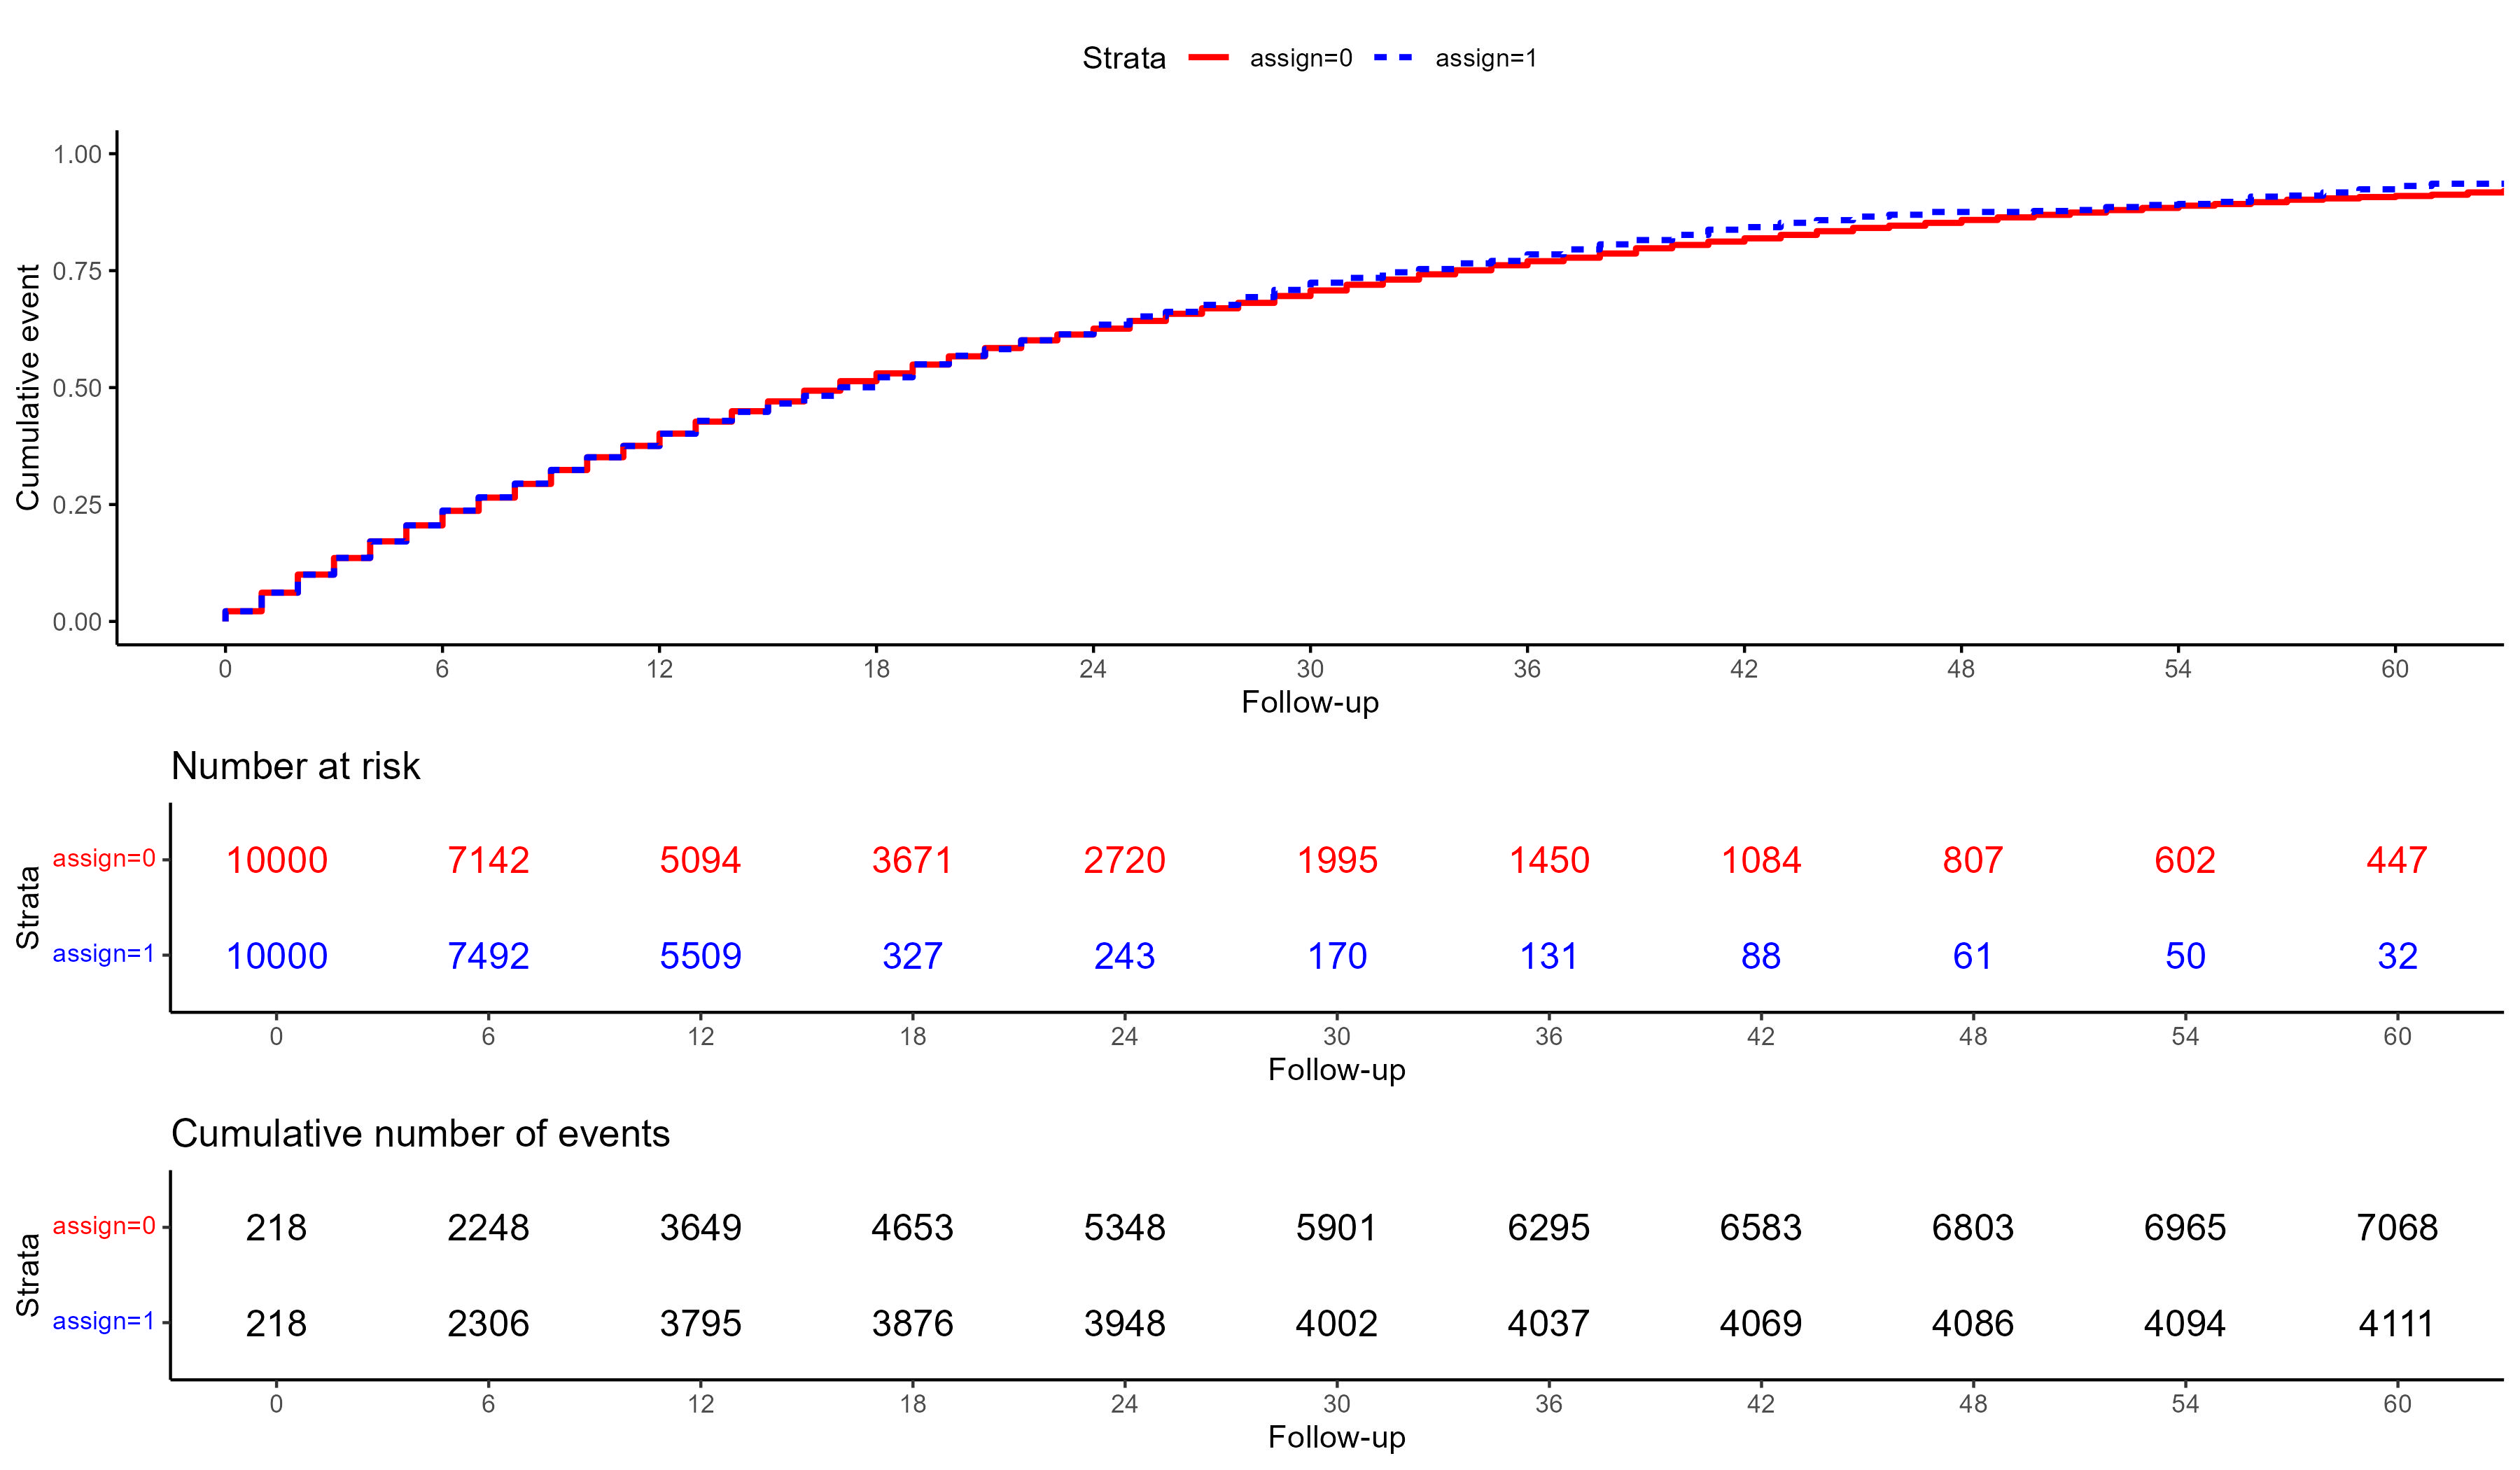 Strata assign=0 assign=1
Cumulative event
1.00
0.75
0.50
0.25
0.00
0 6 12 18 24 30 36 42 48 54 60
Follow-up
Number at risk
Strata
assign=0 10000 7142 5094 3671 2720 1995 1450 1084 807 602 447
assign=1 10000 7492 5509 327 243 170 131 88 61 50 32
0 6 12 18 24 30 36 42 48 54 60
Follow-up
Cumulative number of events
Strata
assign=0 218 2248 3649 4653 5348 5901 6295 6583 6803 6965 7068
assign=1 218 2306 3795 3876 3948 4002 4037 4069 4086 4094 4111
0 6 12 18 24 30 36 42 48 54 60
Follow-up